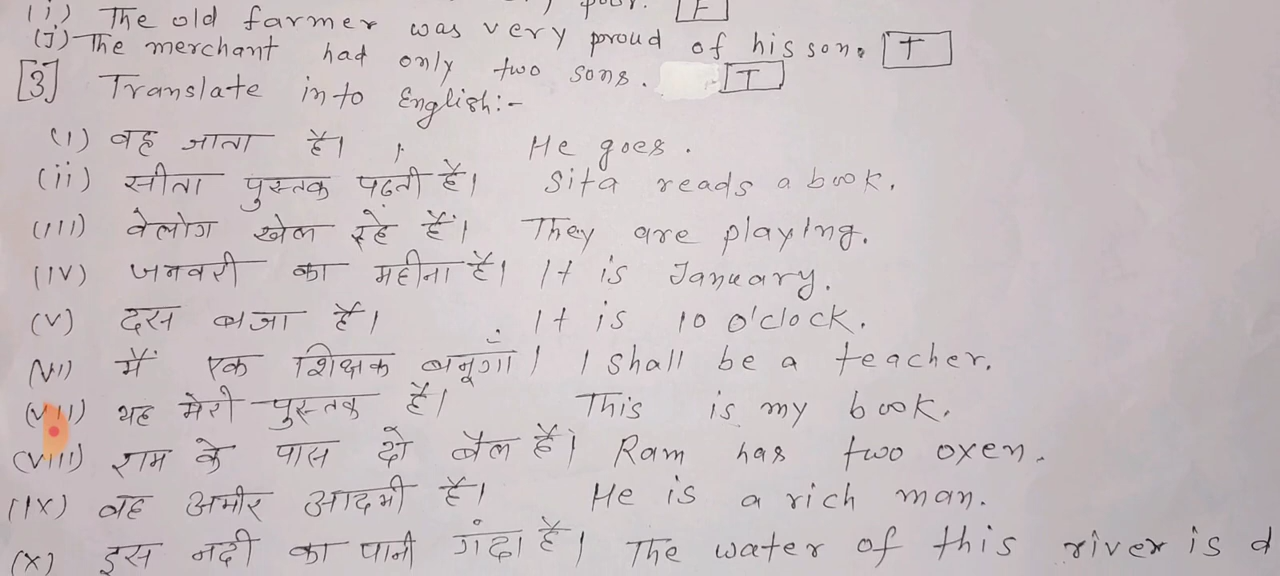 (i) The old farmer was very proud of his son. F
(j) The merchant had only two sons. T
T
[3] Translate into English:-
(I) वह जाता है। He goes.
(ii) सीता पुस्तक पढ़ती है। Sita reads a book.
(III) वेलोग खेल रहे हैं। They are playing.
(IV) जनवरी का महीना है। It is January.
(V) दस बजा है। It is 10 o'clock.
(VI) मैं एक शिक्षक बनूगाँ। I shall be a teacher.
(VII) यह मेरी पुस्तक है। This is my book.
(VIII) राम के पास दो बैल है। Ram has two oxen.
(IX) वह अमीर आदमी है। He is a rich man.
(X) इस नदी का पानी गंदा है। The water of this river is d